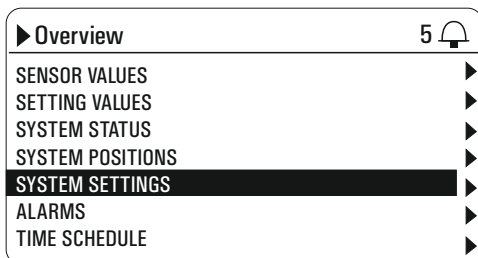 Overview 5
SENSOR VALUES
SETTING VALUES
SYSTEM STATUS
SYSTEM POSITIONS
SYSTEM SETTINGS
ALARMS
TIME SCHEDULE